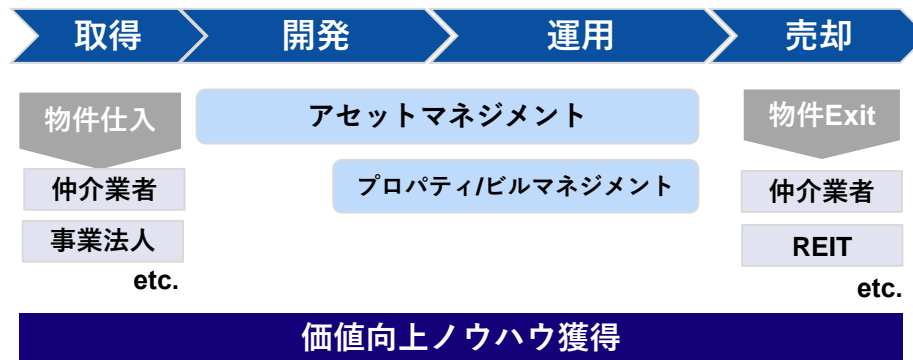 取得
開発
運用
売却
物件仕入
アセットマネジメント
物件Exit
仲介業者
プロパティ/ビルマネジメント
仲介業者
事業法人
REIT
etc.
etc.
価値向上ノウハウ獲得